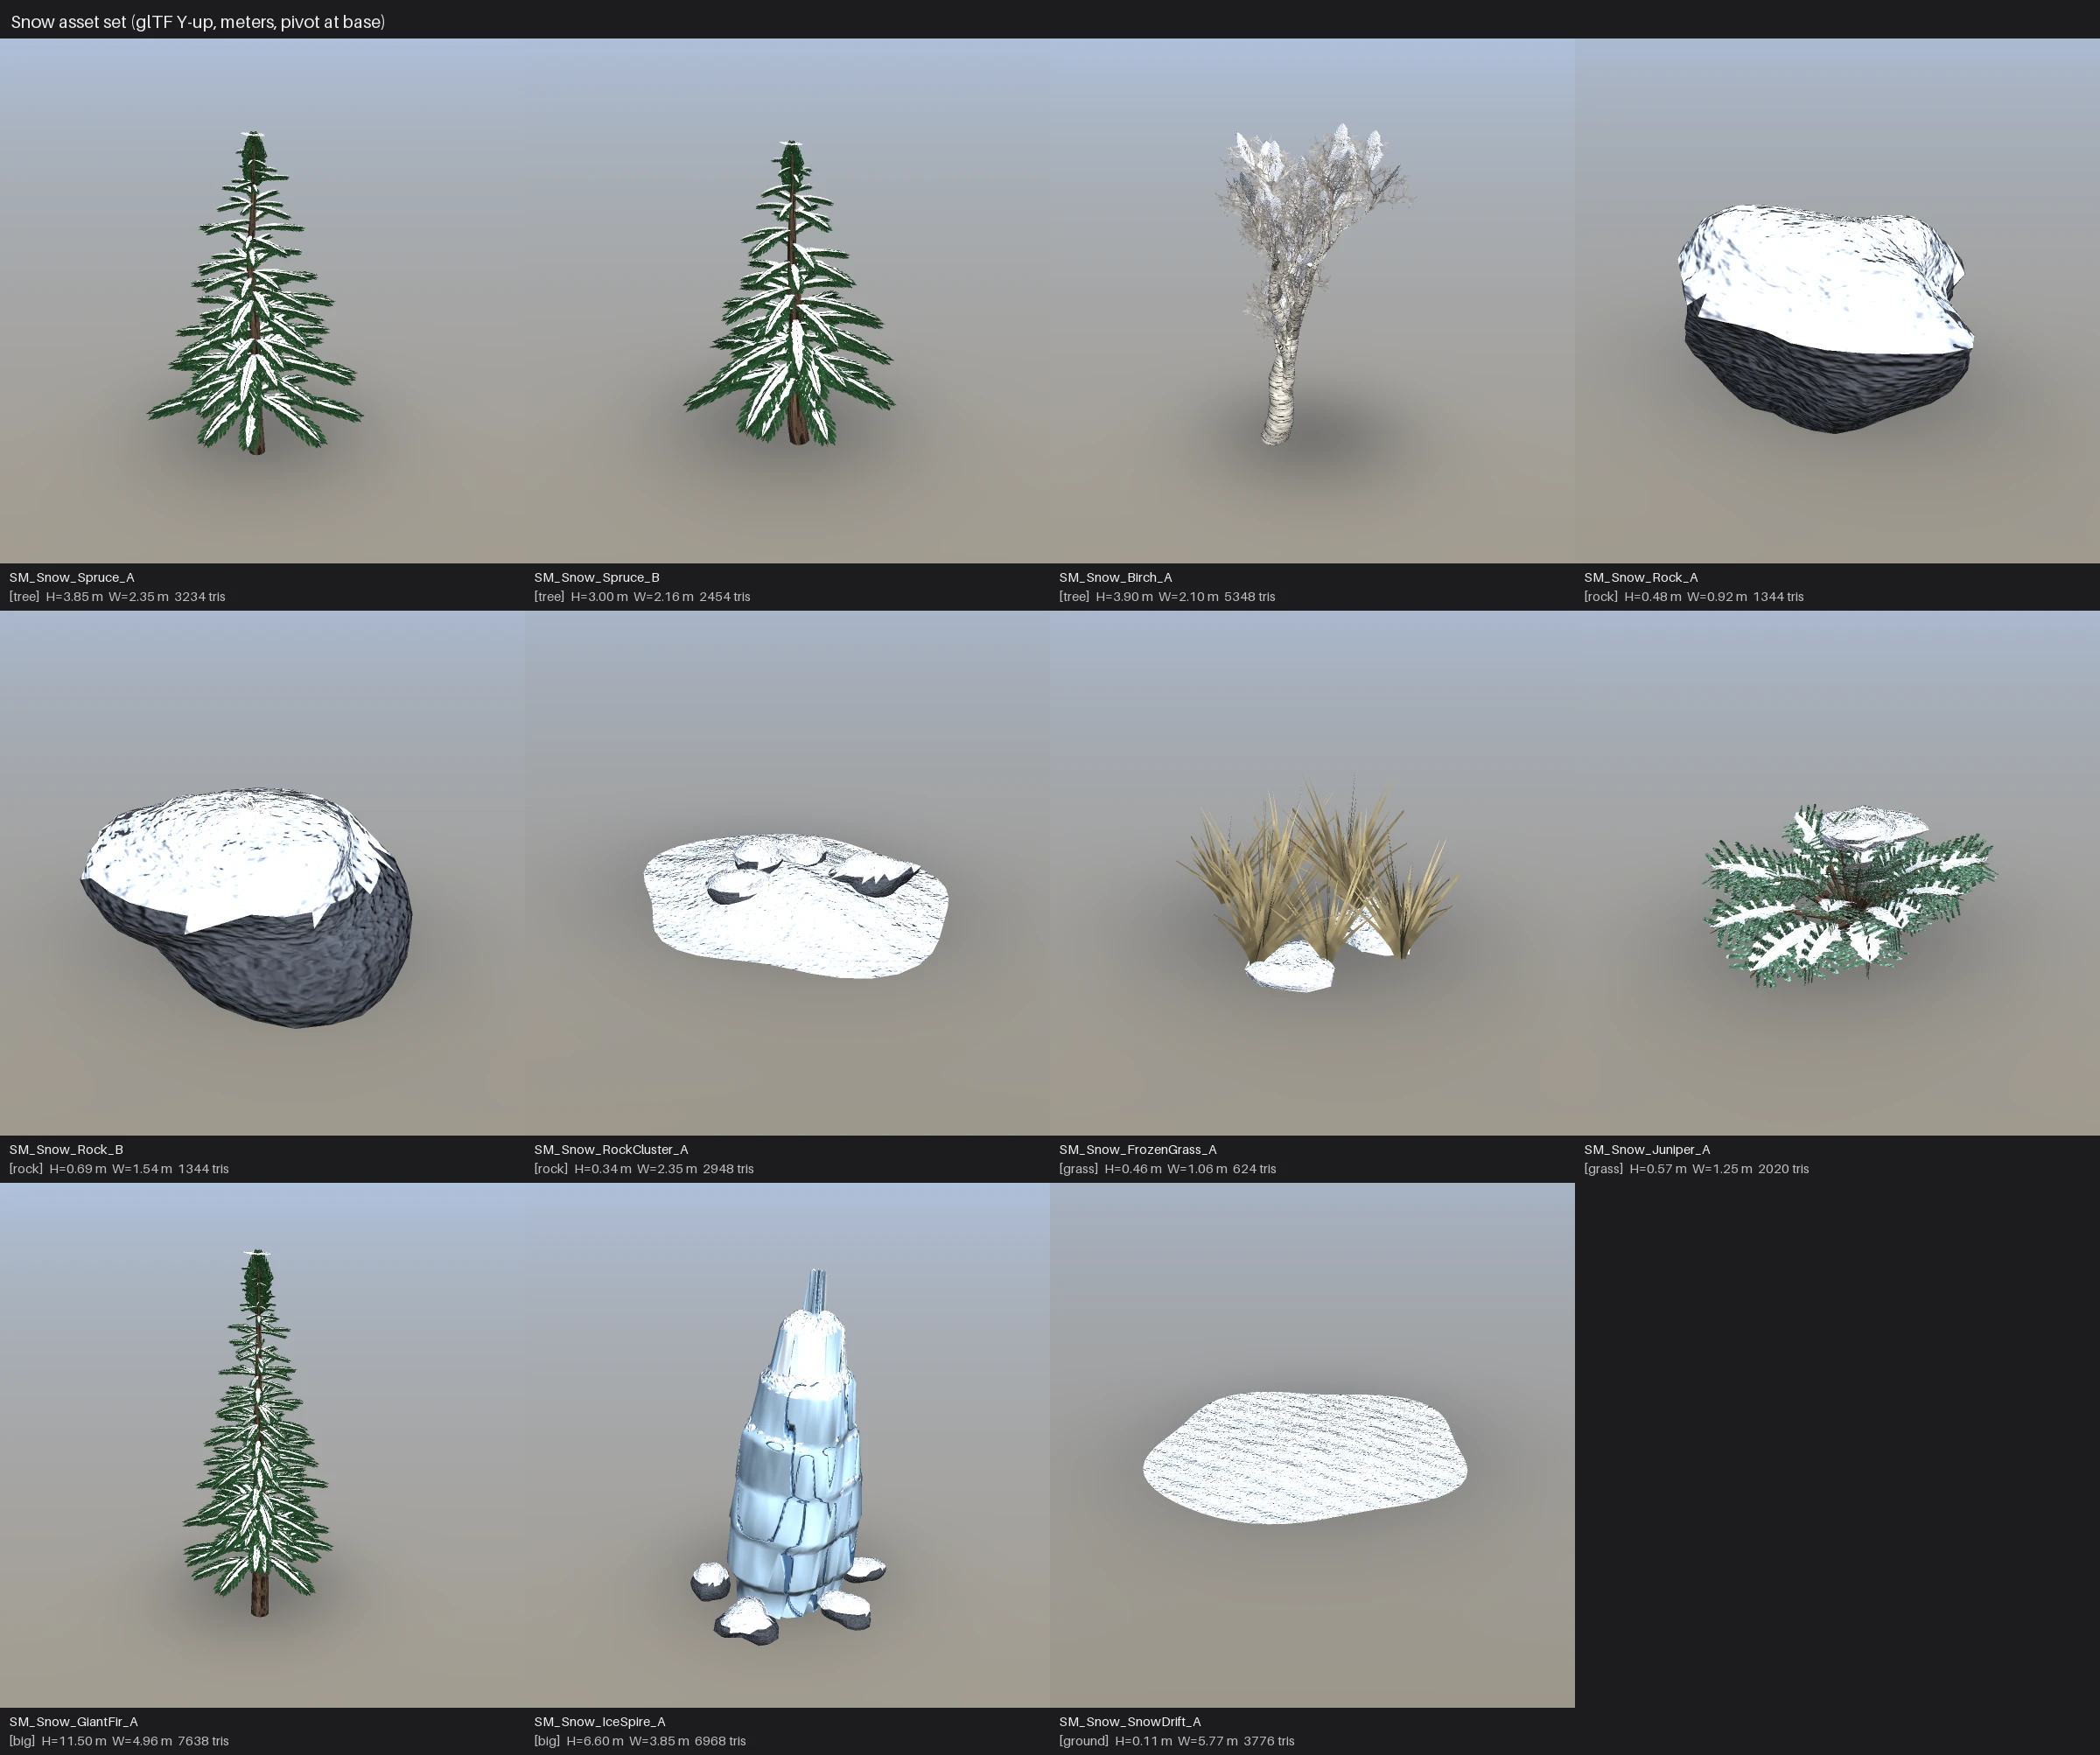 Snow asset set (glTF Y-up, meters, pivot at base)
SM_Snow_Spruce_A
[tree] H=3.85 m W=2.35 m 3234 tris
SM_Snow_Spruce_B
[tree] H=3.00 m W=2.16 m 2454 tris
SM_Snow_Birch_A
[tree] H=3.90 m W=2.10 m 5348 tris
SM_Snow_Rock_A
[rock] H=0.48 m W=0.92 m 1344 tris
SM_Snow_Rock_B
[rock] H=0.69 m W=1.54 m 1344 tris
SM_Snow_RockCluster_A
[rock] H=0.34 m W=2.35 m 2948 tris
SM_Snow_FrozenGrass_A
[grass] H=0.46 m W=1.06 m 624 tris
SM_Snow_Juniper_A
[grass] H=0.57 m W=1.25 m 2020 tris
SM_Snow_GiantFir_A
[big] H=11.50 m W=4.96 m 7638 tris
SM_Snow_IceSpire_A
[big] H=6.60 m W=3.85 m 6968 tris
SM_Snow_SnowDrift_A
[ground] H=0.11 m W=5.77 m 3776 tris